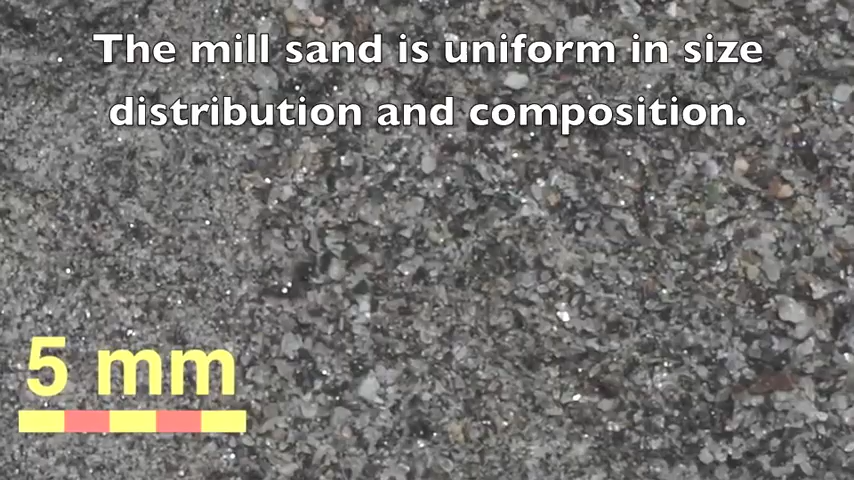 The mill sand is uniform in size
distribution and composition.
5 mm